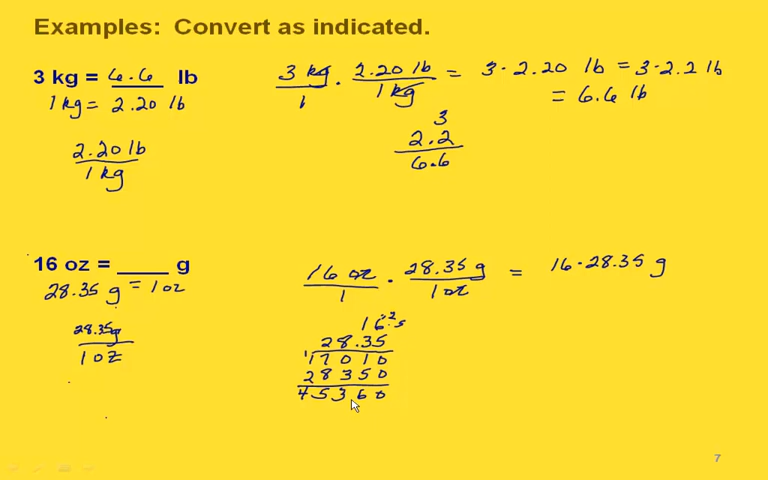 Examples: Convert as indicated.
3 kg = 6.6 lb
1 kg = 2.20 lb
2.20 lb
1 kg
3 kg / 1 · 2.20 lb / 1 kg = 3 · 2.20 lb = 3 · 2.2 lb
= 6.6 lb
3
2.2
6.6
16 oz = ____ g
28.35 g = 1 oz
28.35g
1 oz
16 oz / 1 · 28.35 g / 1 oz = 16 · 28.35 g
16
28.35
17010
28350
45360
7